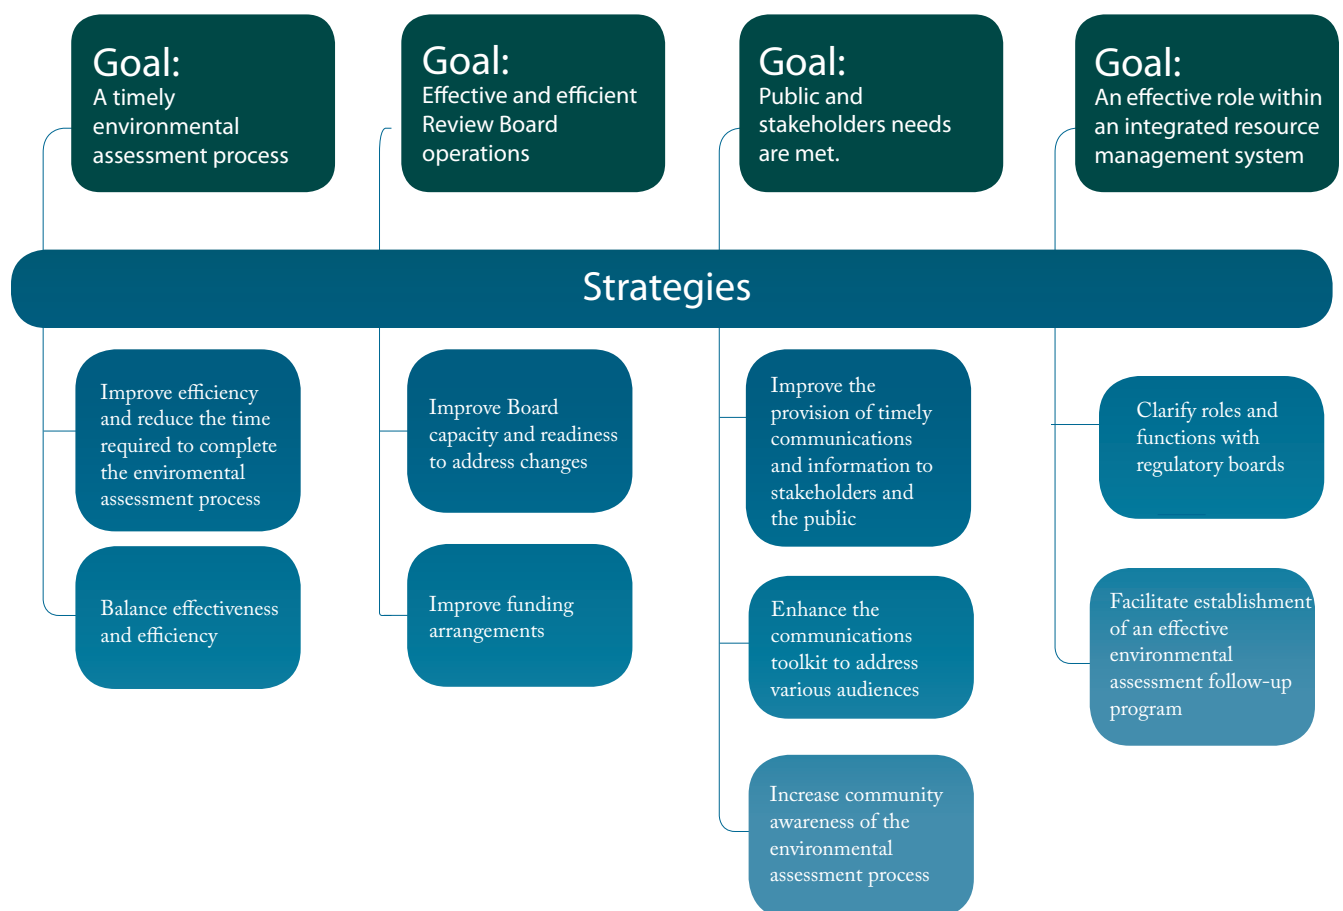 Goal:
A timely
environmental
assessment process
Goal:
Effective and efficient
Review Board
operations
Goal:
Public and
stakeholders needs
are met.
Goal:
An effective role within
an integrated resource
management system
Strategies
Improve efficiency
and reduce the time
required to complete
the enviromental
assessment process
Balance effectiveness
and efficiency
Improve Board
capacity and readiness
to address changes
Improve funding
arrangements
Improve the
provision of timely
communications
and information to
stakeholders and
the public
Enhance the
communications
toolkit to address
various audiences
Increase community
awareness of the
environmental
assessment process
Clarify roles and
functions with
regulatory boards
Facilitate establishment
of an effective
environmental
assessment follow-up
program